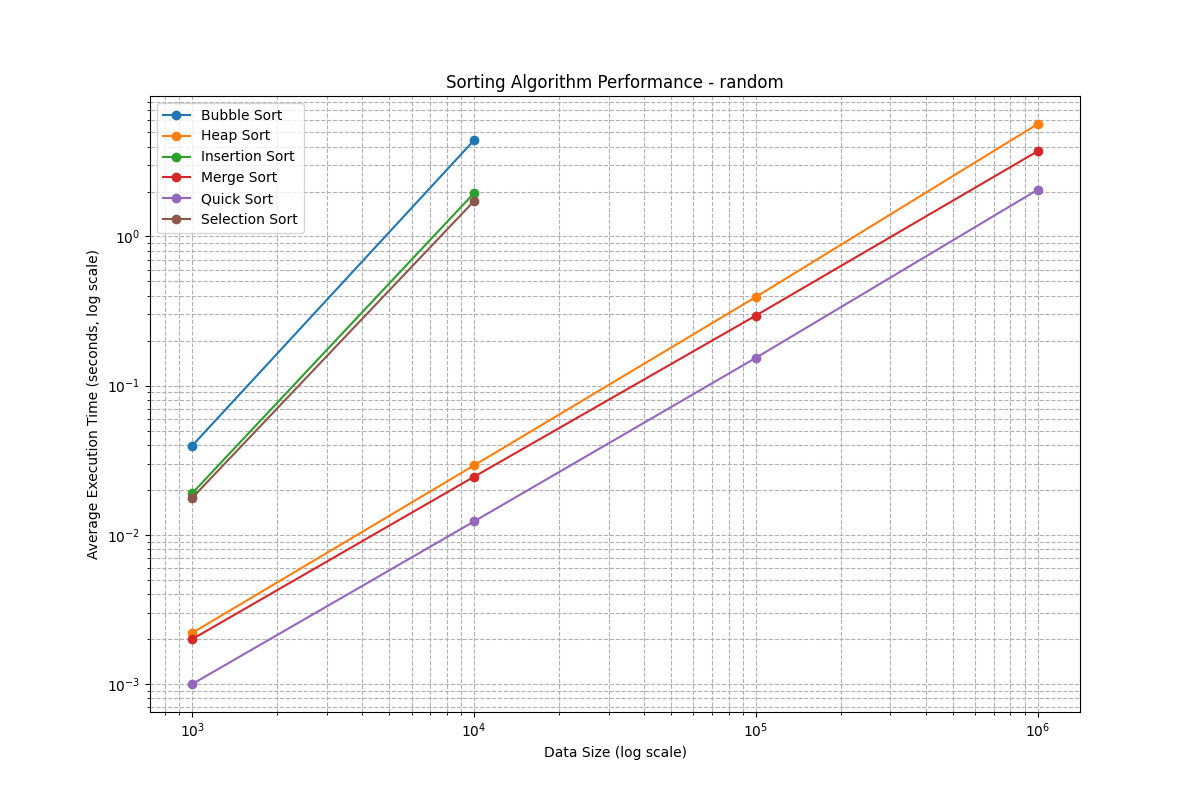 Sorting Algorithm Performance - random
Bubble Sort
Heap Sort
Insertion Sort
Merge Sort
Quick Sort
Selection Sort
Average Execution Time (seconds, log scale)
10⁰
10⁻¹
10⁻²
10⁻³
10³ 10⁴ 10⁵ 10⁶
Data Size (log scale)